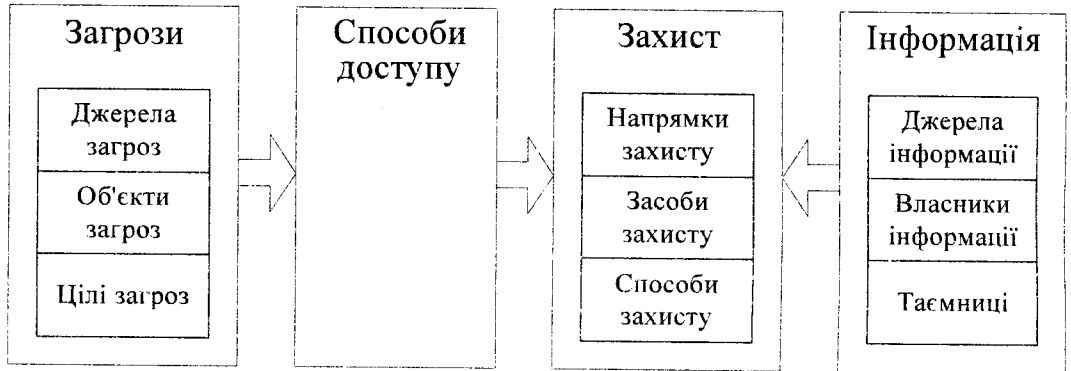 Загрози
Джерела
загроз
Об'єкти
загроз
Цілі загроз
Способи
доступу
Захист
Напрямки
захисту
Засоби
захисту
Способи
захисту
Інформація
Джерела
інформації
Власники
інформації
Таємниці